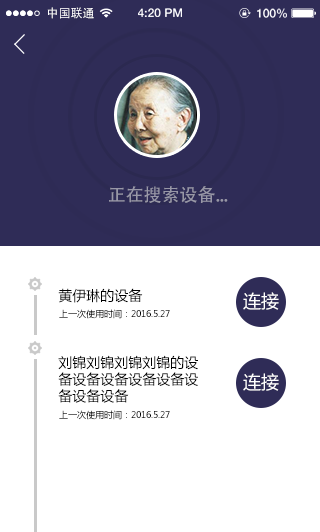 中国联通
4:20 PM
100%
正在搜索设备...
黄伊琳的设备
上一次使用时间：2016.5.27
连接
刘锦刘锦刘锦刘锦的设
备设备设备设备设备设
备设备设备
上一次使用时间：2016.5.27
连接